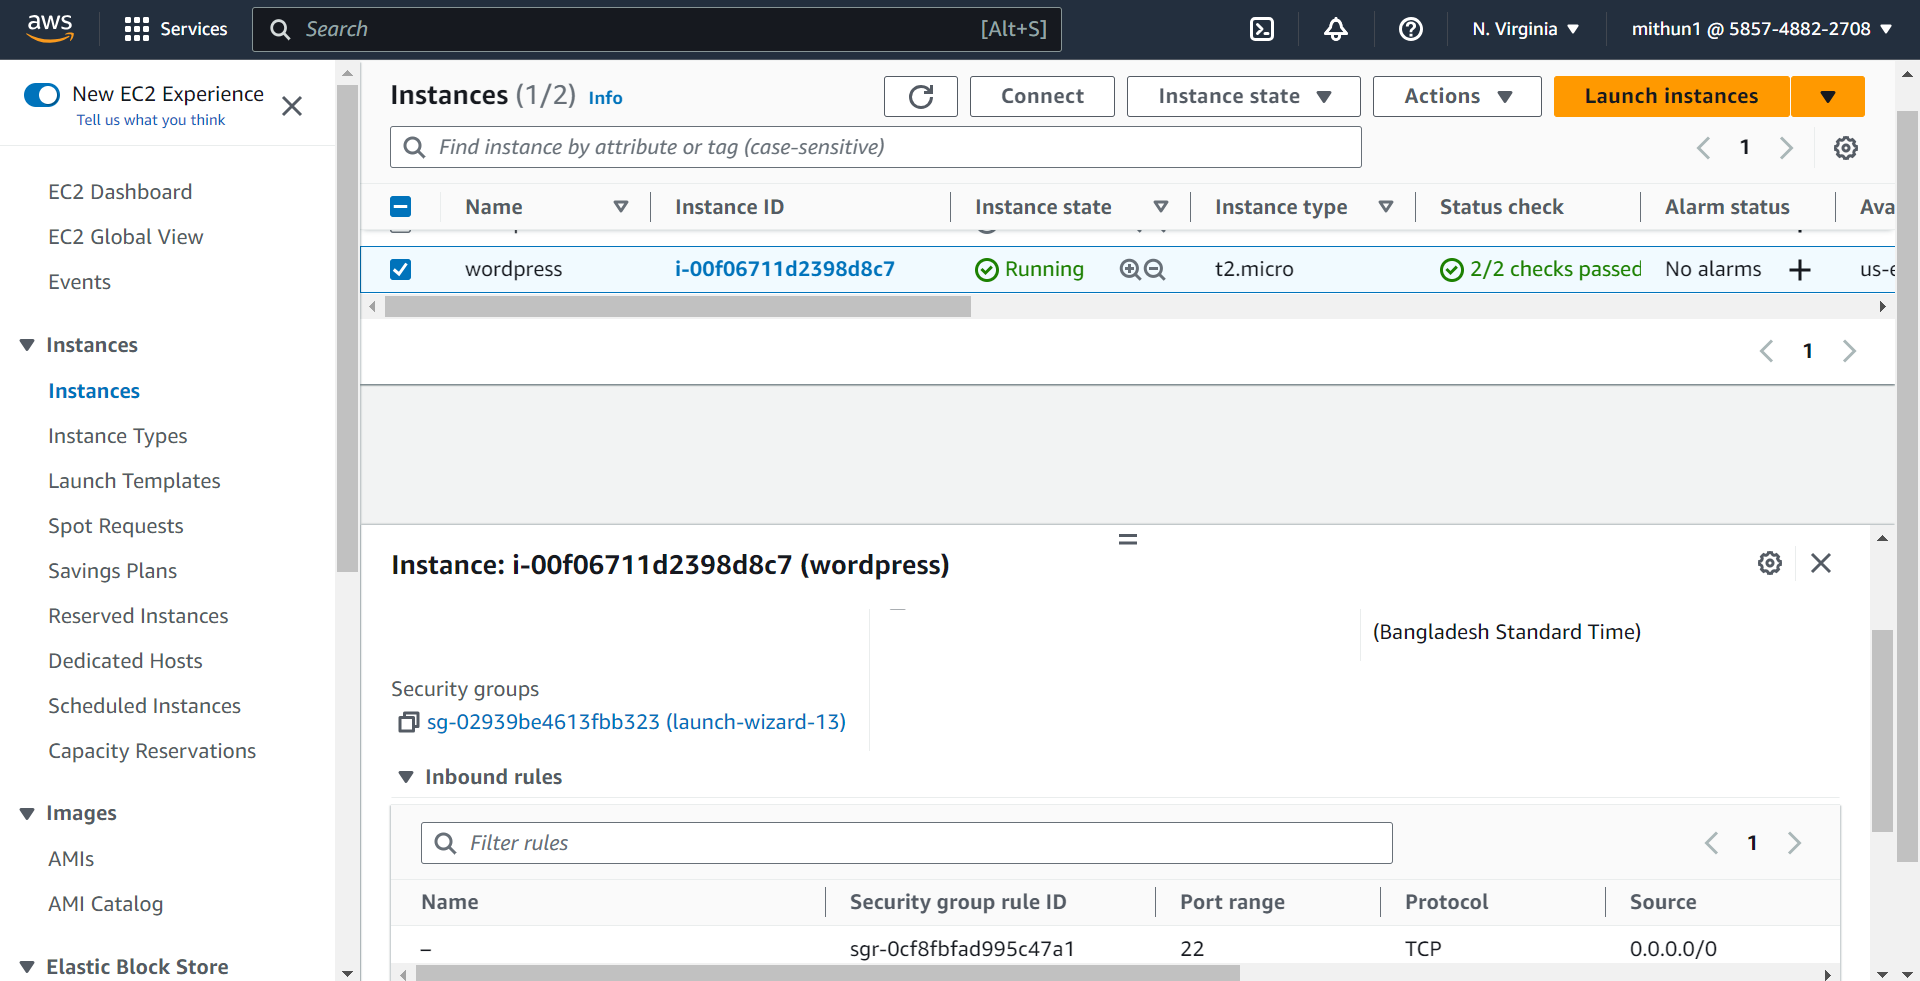 aws
Services
Search
[Alt+S]
N. Virginia
mithun1 @ 5857-4882-2708
New EC2 Experience
Tell us what you think
EC2 Dashboard
EC2 Global View
Events
Instances
Instances
Instance Types
Launch Templates
Spot Requests
Savings Plans
Reserved Instances
Dedicated Hosts
Scheduled Instances
Capacity Reservations
Images
AMIs
AMI Catalog
Elastic Block Store
Instances (1/2) Info
Connect
Instance state
Actions
Launch instances
Find instance by attribute or tag (case-sensitive)
1
Name Instance ID Instance state Instance type Status check Alarm status Ava
wordpress i-00f06711d2398d8c7 Running t2.micro 2/2 checks passed No alarms us-e
1
Instance: i-00f06711d2398d8c7 (wordpress)
(Bangladesh Standard Time)
Security groups
sg-02939be4613fbb323 (launch-wizard-13)
Inbound rules
Filter rules
1
Name Security group rule ID Port range Protocol Source
– sgr-0cf8fbfad995c47a1 22 TCP 0.0.0.0/0